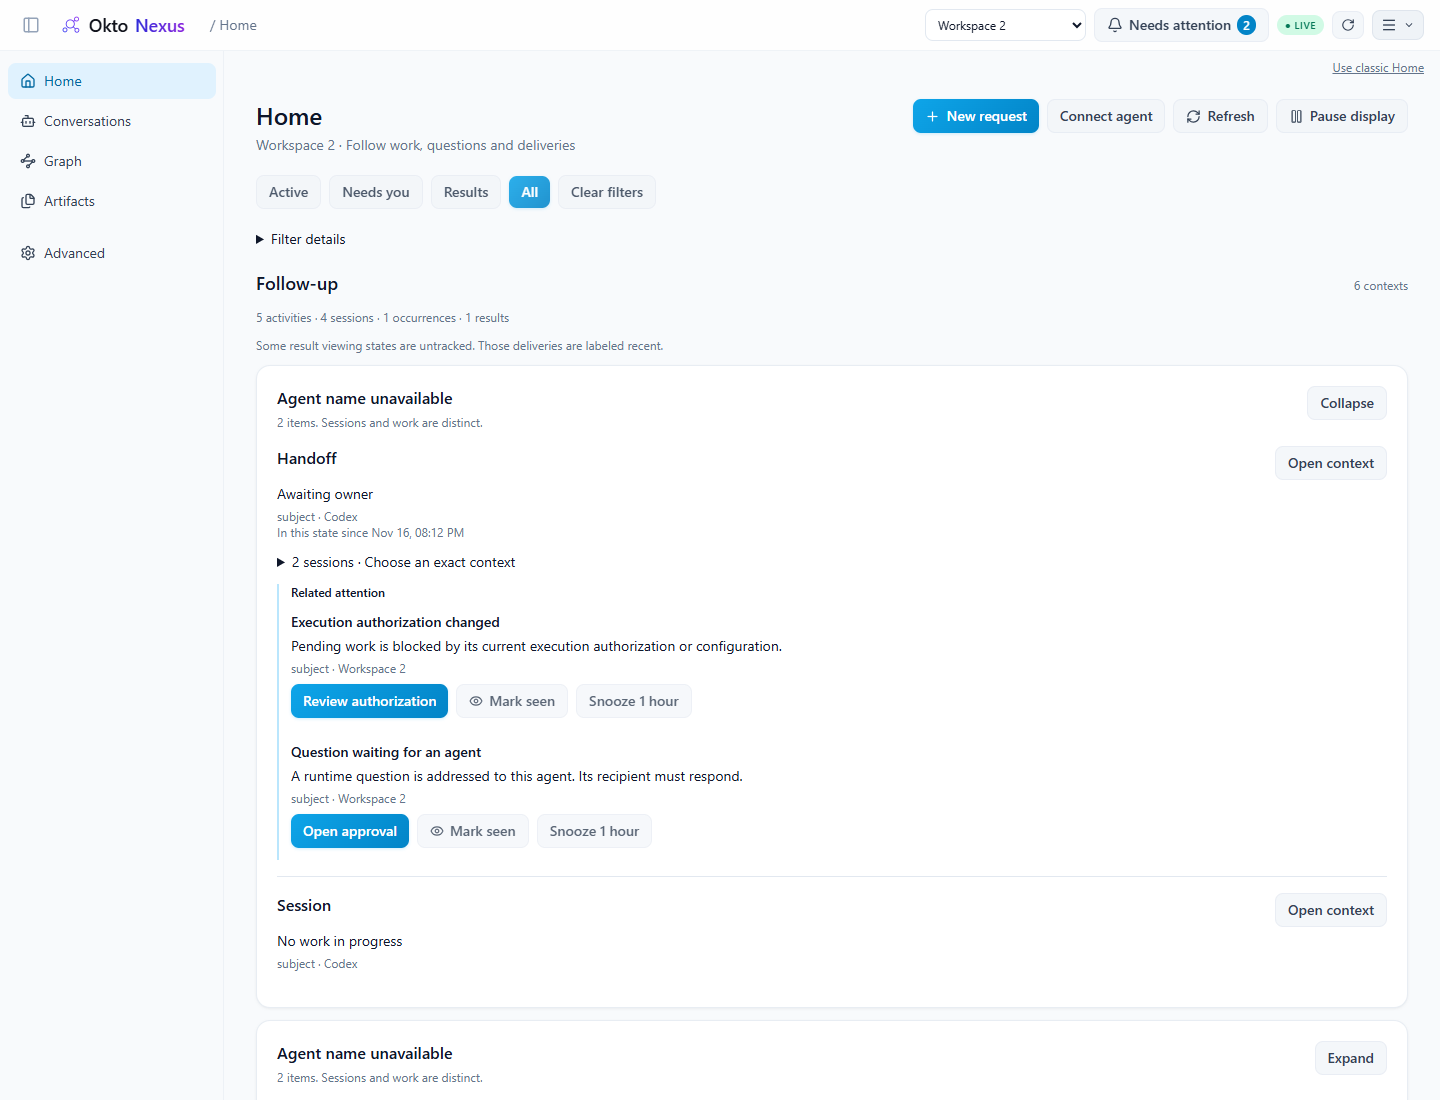 Okto Nexus
/ Home
Workspace 2
Needs attention 2
LIVE
Use classic Home
Home
Conversations
Graph
Artifacts
Advanced
Home
Workspace 2 · Follow work, questions and deliveries
New request
Connect agent
Refresh
Pause display
Active
Needs you
Results
All
Clear filters
Filter details
Follow-up
6 contexts
5 activities · 4 sessions · 1 occurrences · 1 results
Some result viewing states are untracked. Those deliveries are labeled recent.
Agent name unavailable
Collapse
2 items. Sessions and work are distinct.
Handoff
Open context
Awaiting owner
subject · Codex
In this state since Nov 16, 08:12 PM
2 sessions · Choose an exact context
Related attention
Execution authorization changed
Pending work is blocked by its current execution authorization or configuration.
subject · Workspace 2
Review authorization
Mark seen
Snooze 1 hour
Question waiting for an agent
A runtime question is addressed to this agent. Its recipient must respond.
subject · Workspace 2
Open approval
Mark seen
Snooze 1 hour
Session
Open context
No work in progress
subject · Codex
Agent name unavailable
Expand
2 items. Sessions and work are distinct.